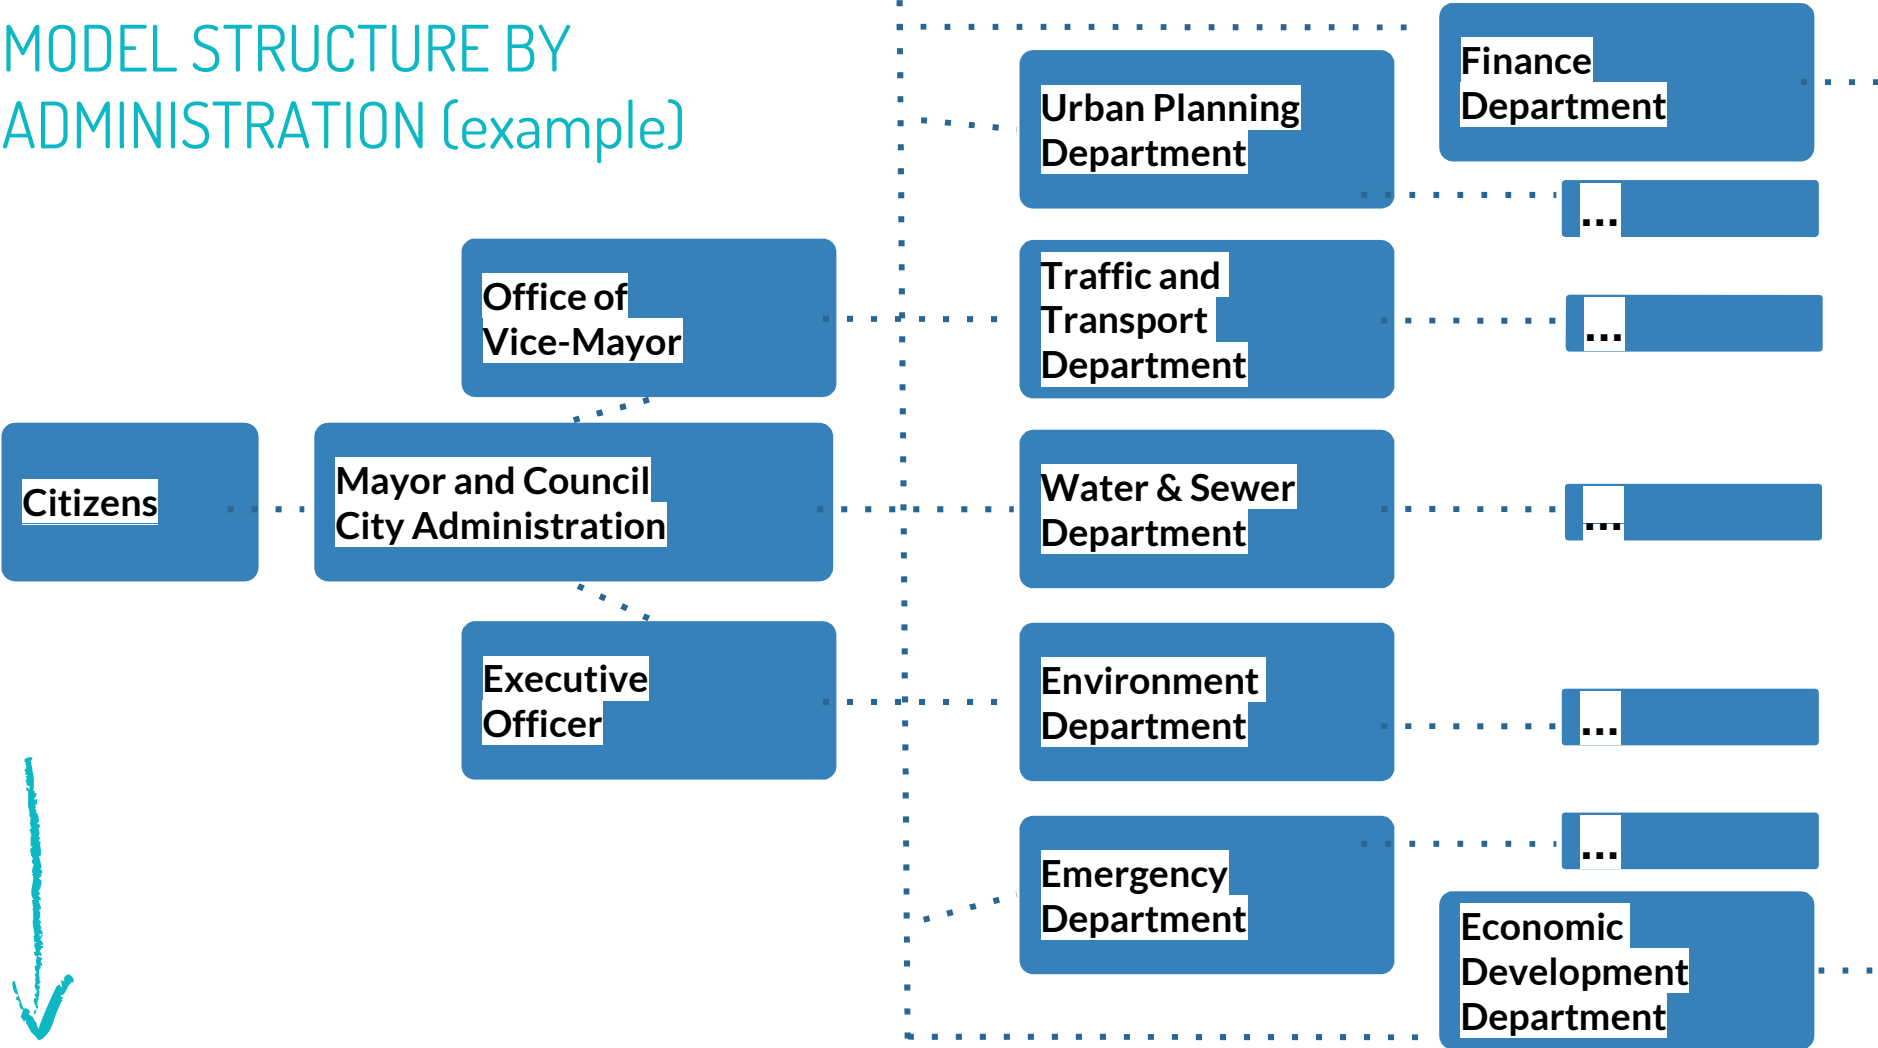 MODEL STRUCTURE BY
ADMINISTRATION (example)
Citizens
Mayor and Council
City Administration
Office of
Vice-Mayor
Executive
Officer
Urban Planning
Department
Traffic and
Transport
Department
Water & Sewer
Department
Environment
Department
Emergency
Department
Finance
Department
...
...
...
...
...
Economic
Development
Department